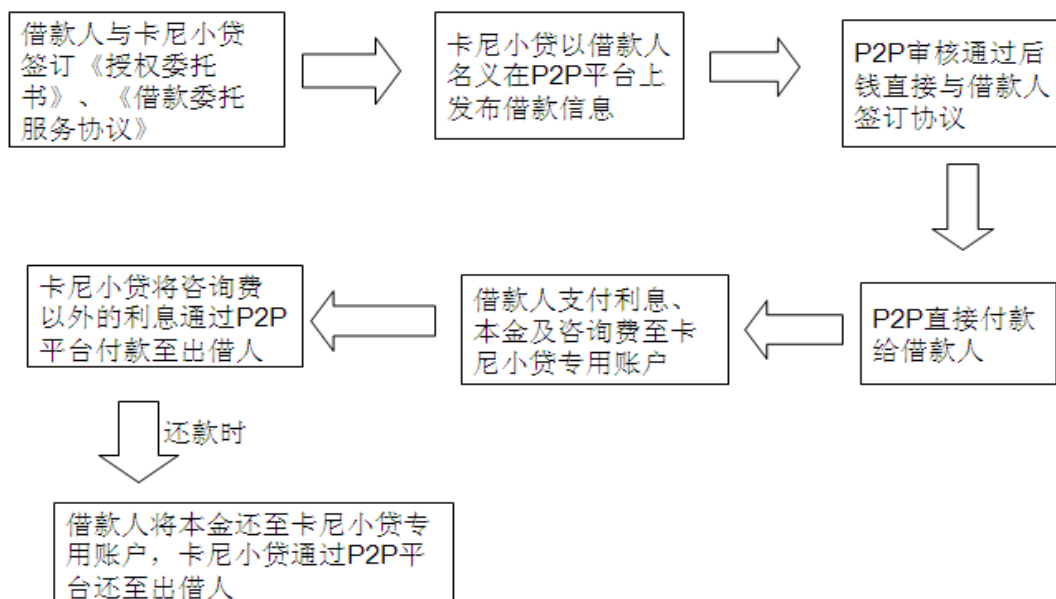 借款人与卡尼小贷
签订《授权委托
书》、《借款委托
服务协议》
卡尼小贷以借款人
名义在P2P平台上
发布借款信息
P2P审核通过后
钱直接与借款人
签订协议
P2P直接付款
给借款人
借款人支付利息、
本金及咨询费至卡
尼小贷专用账户
卡尼小贷将咨询费
以外的利息通过P2P
平台付款至出借人
还款时
借款人将本金还至卡尼小贷专
用账户，卡尼小贷通过P2P平
台还至出借人